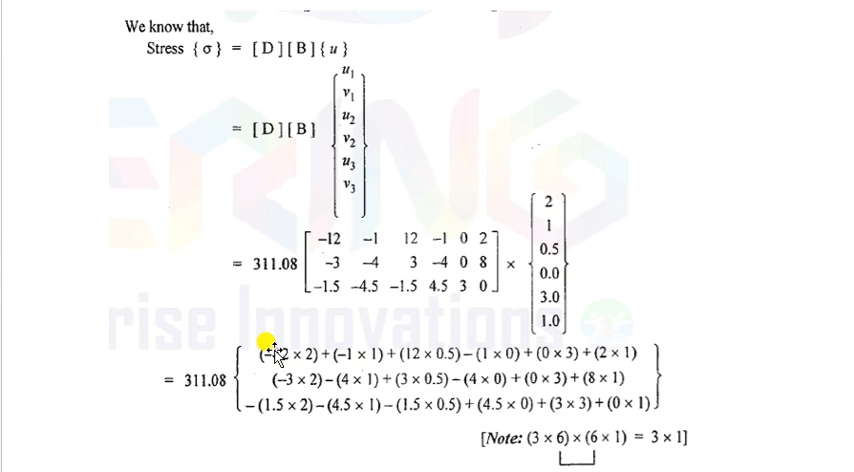 We know that,
Stress { σ } = [ D ] [ B ] { u }
= [ D ] [ B ] { u₁ v₁ u₂ v₂ u₃ v₃ }
= 311.08 [ –12 –1 12 –1 0 2
–3 –4 3 –4 0 8
–1.5 –4.5 –1.5 4.5 3 0 ] × { 2 1 0.5 0.0 3.0 1.0 }
(–12 × 2) + (–1 × 1) + (12 × 0.5) – (1 × 0) + (0 × 3) + (2 × 1)
= 311.08 { (–3 × 2) – (4 × 1) + (3 × 0.5) – (4 × 0) + (0 × 3) + (8 × 1) }
– (1.5 × 2) – (4.5 × 1) – (1.5 × 0.5) + (4.5 × 0) + (3 × 3) + (0 × 1)
[Note: (3 × 6) × (6 × 1) = 3 × 1]
ERING
rise Innovations